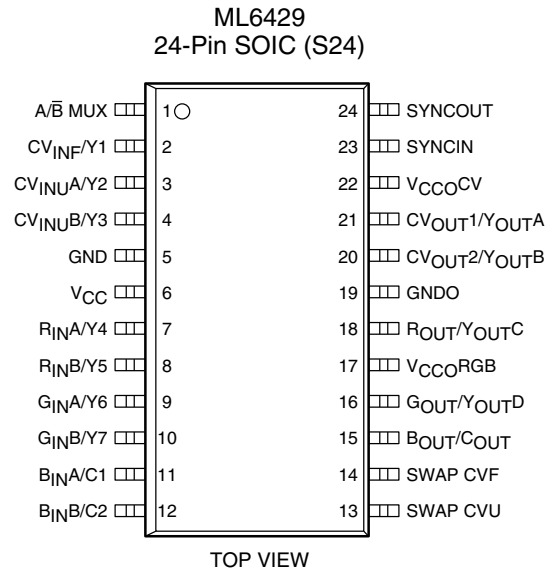 ML6429
24-Pin SOIC (S24)
A/B̅ MUX 1 24 SYNCOUT
CVINF/Y1 2 23 SYNCIN
CVINUA/Y2 3 22 VCCOCV
CVINUB/Y3 4 21 CVOUT1/YOUTA
GND 5 20 CVOUT2/YOUTB
VCC 6 19 GNDO
RINA/Y4 7 18 ROUT/YOUTC
RINB/Y5 8 17 VCCORGB
GINA/Y6 9 16 GOUT/YOUTD
GINB/Y7 10 15 BOUT/COUT
BINA/C1 11 14 SWAP CVF
BINB/C2 12 13 SWAP CVU
TOP VIEW